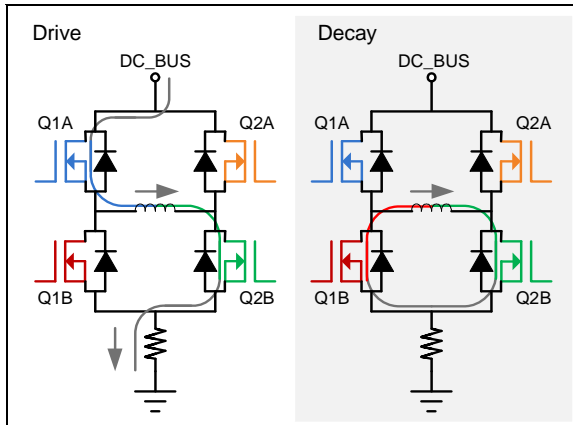 Drive
DC_BUS
Q1A
Q2A
Q1B
Q2B
Decay
DC_BUS
Q1A
Q2A
Q1B
Q2B